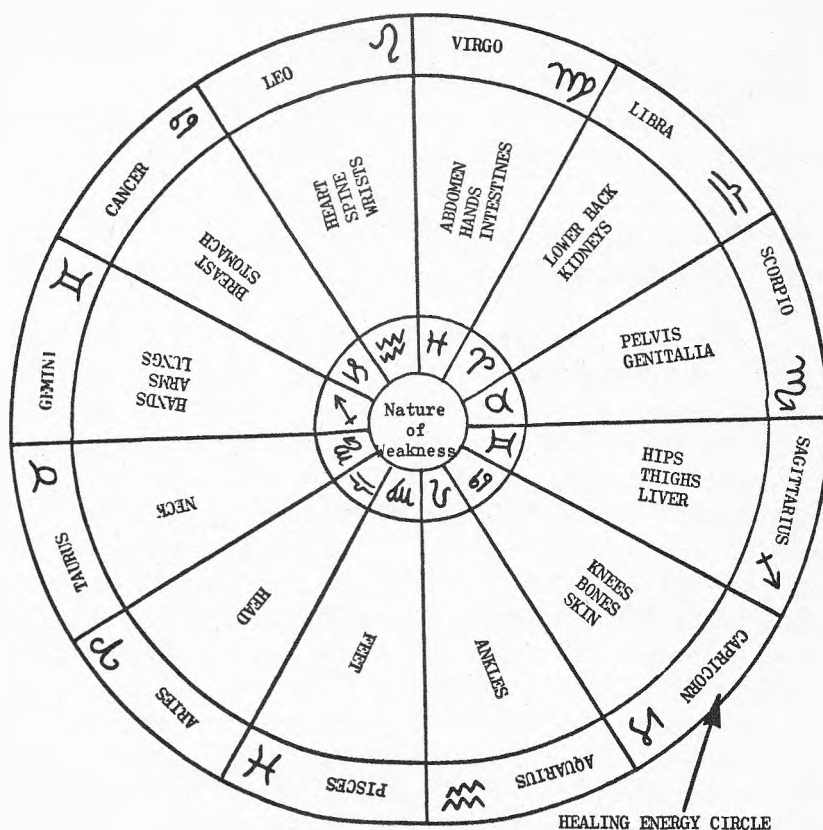 VIRGO
LIBRA
SCORPIO
SAGITTARIUS
CAPRICORN
AQUARIUS
PISCES
ARIES
TAURUS
GEMINI
CANCER
LEO
ABDOMEN
HANDS
INTESTINES
LOWER BACK
KIDNEYS
PELVIS
GENITALIA
HIPS
THIGHS
LIVER
KNEES
BONES
SKIN
ANKLES
FEET
HEAD
NECK
HANDS
ARMS
LUNGS
BREAST
STOMACH
HEART
SPINE
WRISTS
Nature
of
Weakness
HEALING ENERGY CIRCLE